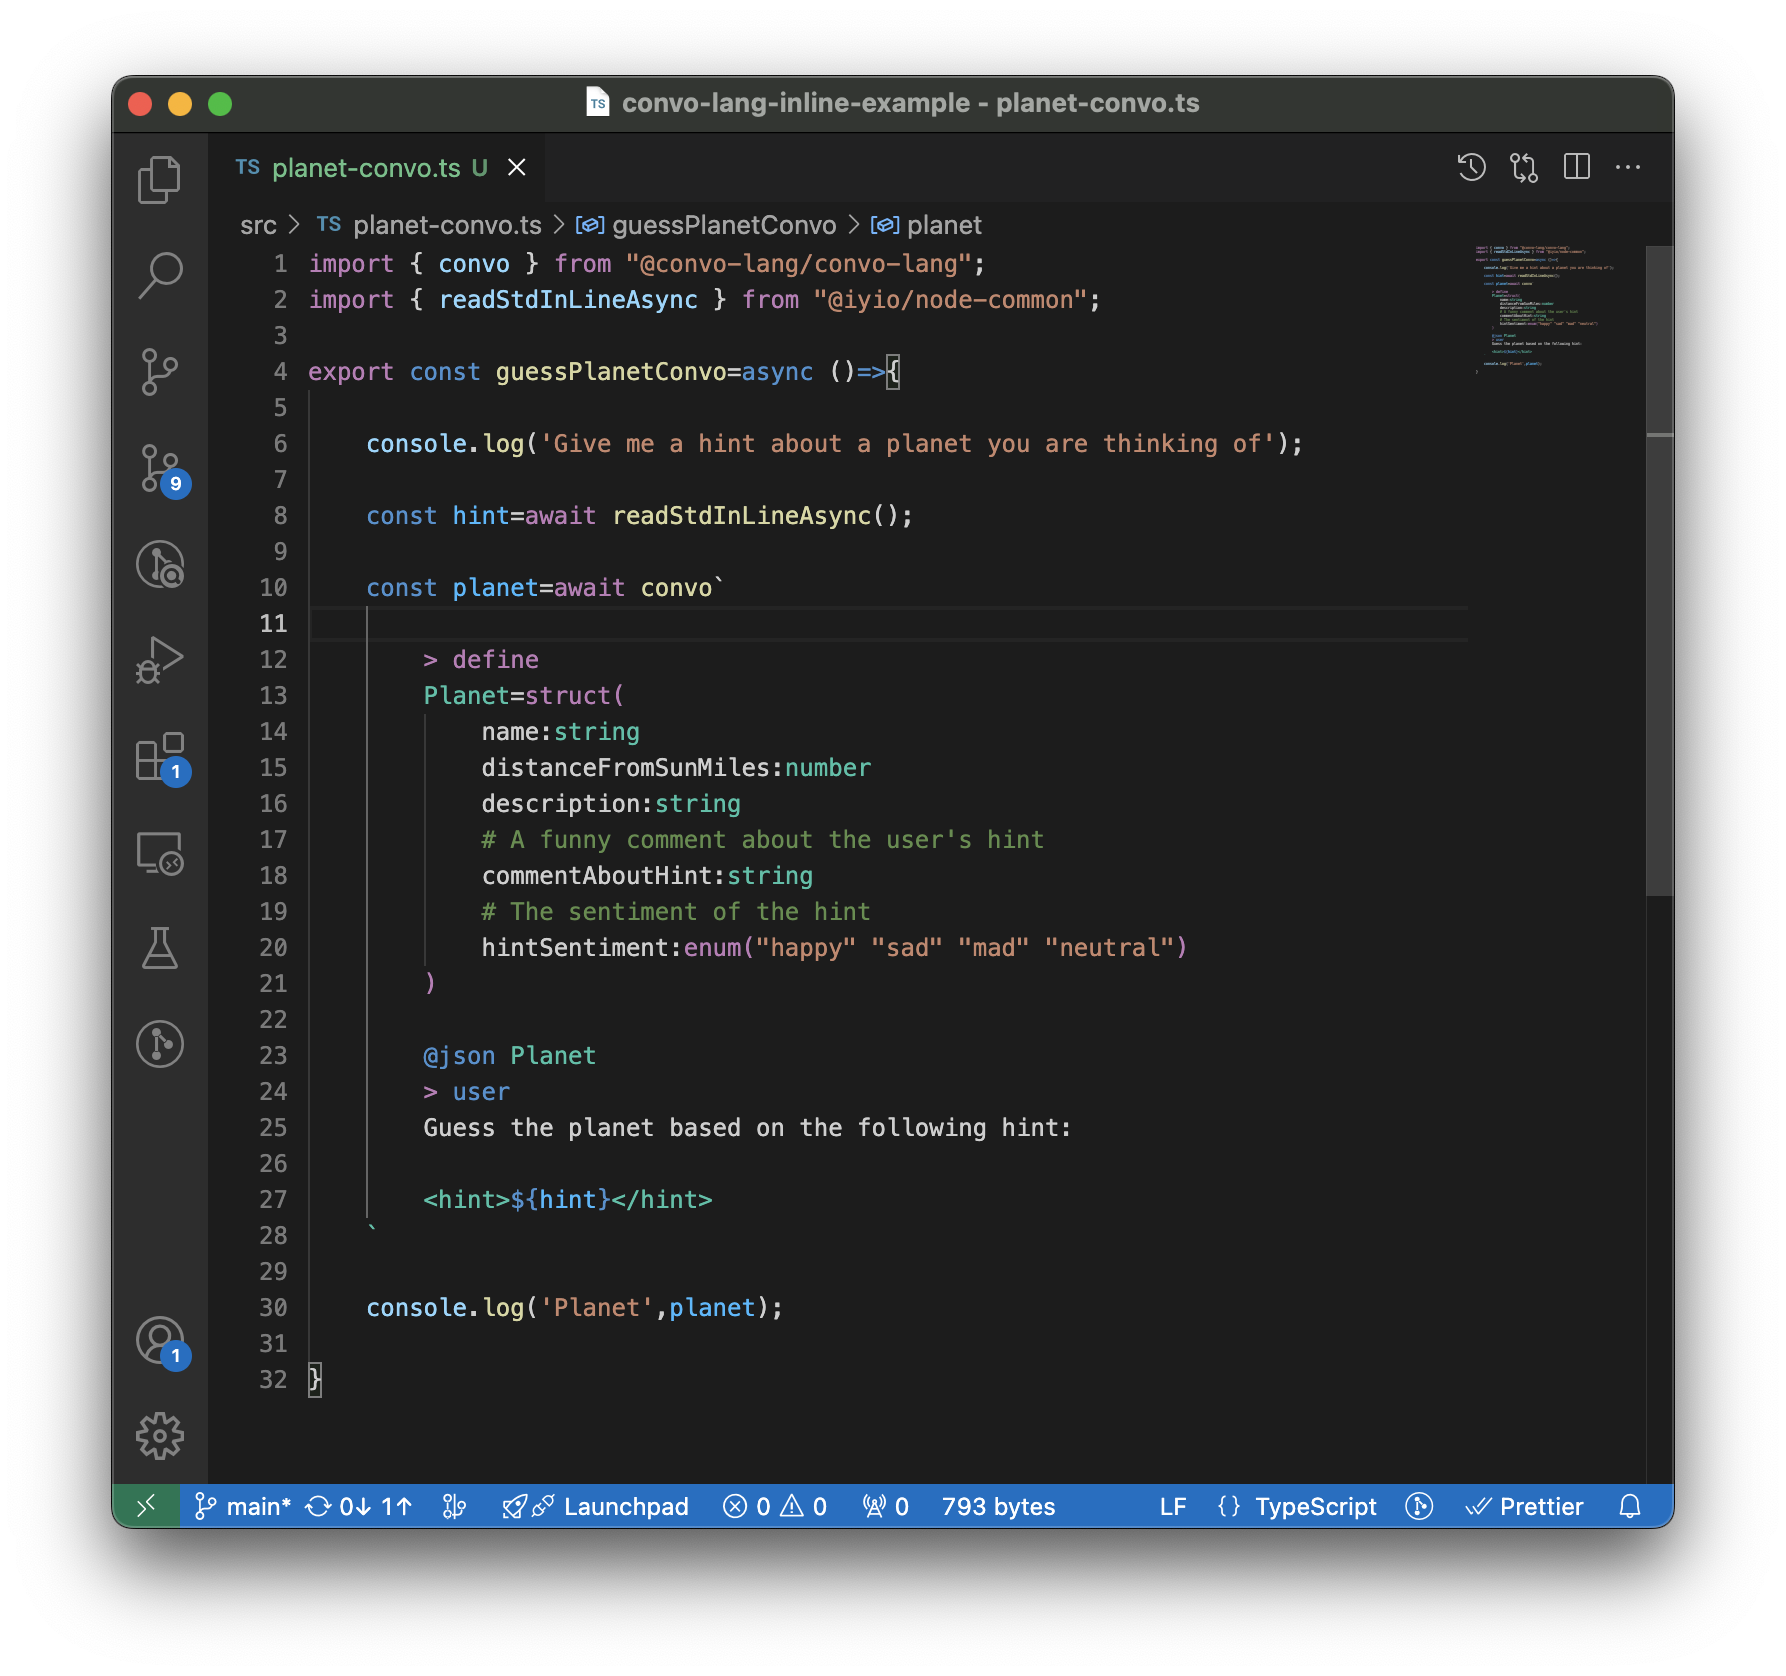 TS convo-lang-inline-example - planet-convo.ts
TS planet-convo.ts U
src > TS planet-convo.ts > guessPlanetConvo > planet
1 import { convo } from "@convo-lang/convo-lang";
2 import { readStdInLineAsync } from "@iyio/node-common";
3
4 export const guessPlanetConvo=async ()=>{
5
6 console.log('Give me a hint about a planet you are thinking of');
7
8 const hint=await readStdInLineAsync();
9
10 const planet=await convo`
11
12 > define
13 Planet=struct(
14 name:string
15 distanceFromSunMiles:number
16 description:string
17 # A funny comment about the user's hint
18 commentAboutHint:string
19 # The sentiment of the hint
20 hintSentiment:enum("happy" "sad" "mad" "neutral")
21 )
22
23 @json Planet
24 > user
25 Guess the planet based on the following hint:
26
27 <hint>${hint}</hint>
28 `
29
30 console.log('Planet',planet);
31
32 }
9
1
1
main* 0↓ 1↑ Launchpad 0 0 0 793 bytes LF {} TypeScript Prettier